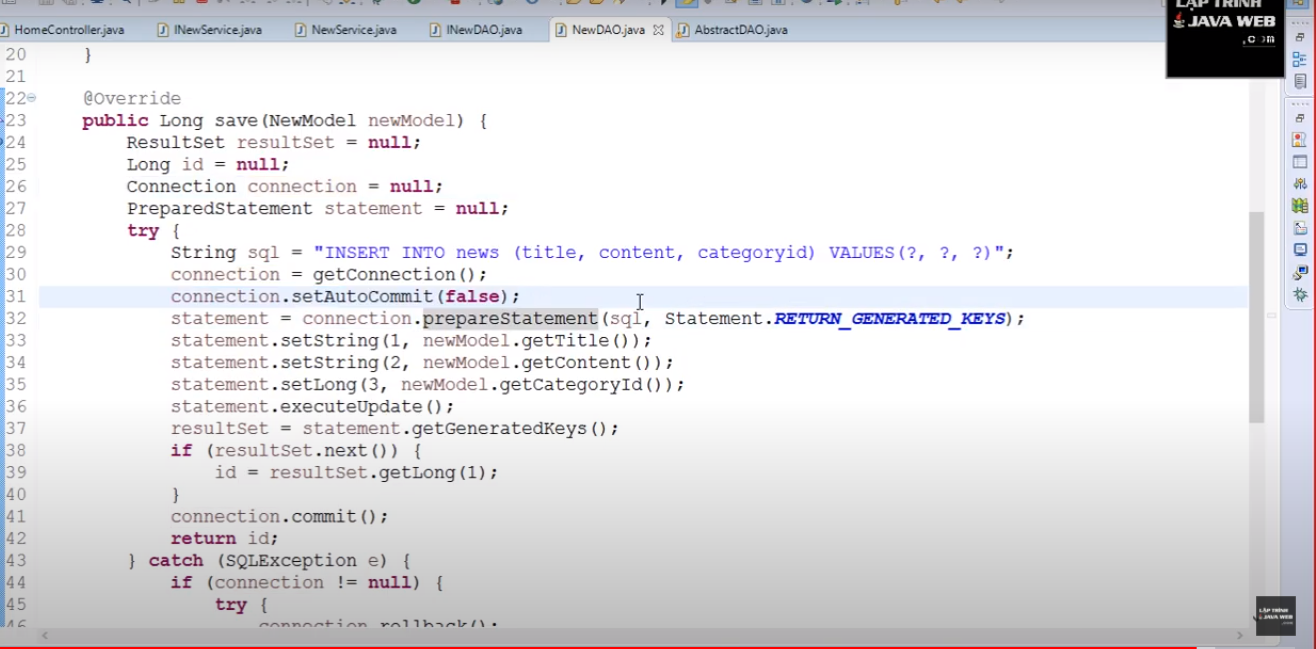 LẬP TRÌNH
JAVA WEB
.com
HomeController.java INewService.java NewService.java INewDAO.java NewDAO.java AbstractDAO.java
20 }
21
22 @Override
23 public Long save(NewModel newModel) {
24 ResultSet resultSet = null;
25 Long id = null;
26 Connection connection = null;
27 PreparedStatement statement = null;
28 try {
29 String sql = "INSERT INTO news (title, content, categoryid) VALUES(?, ?, ?)";
30 connection = getConnection();
31 connection.setAutoCommit(false);
32 statement = connection.prepareStatement(sql, Statement.RETURN_GENERATED_KEYS);
33 statement.setString(1, newModel.getTitle());
34 statement.setString(2, newModel.getContent());
35 statement.setLong(3, newModel.getCategoryId());
36 statement.executeUpdate();
37 resultSet = statement.getGeneratedKeys();
38 if (resultSet.next()) {
39 id = resultSet.getLong(1);
40 }
41 connection.commit();
42 return id;
43 } catch (SQLException e) {
44 if (connection != null) {
45 try {
46 connection.rollback();
LẬP TRÌNH
JAVA WEB